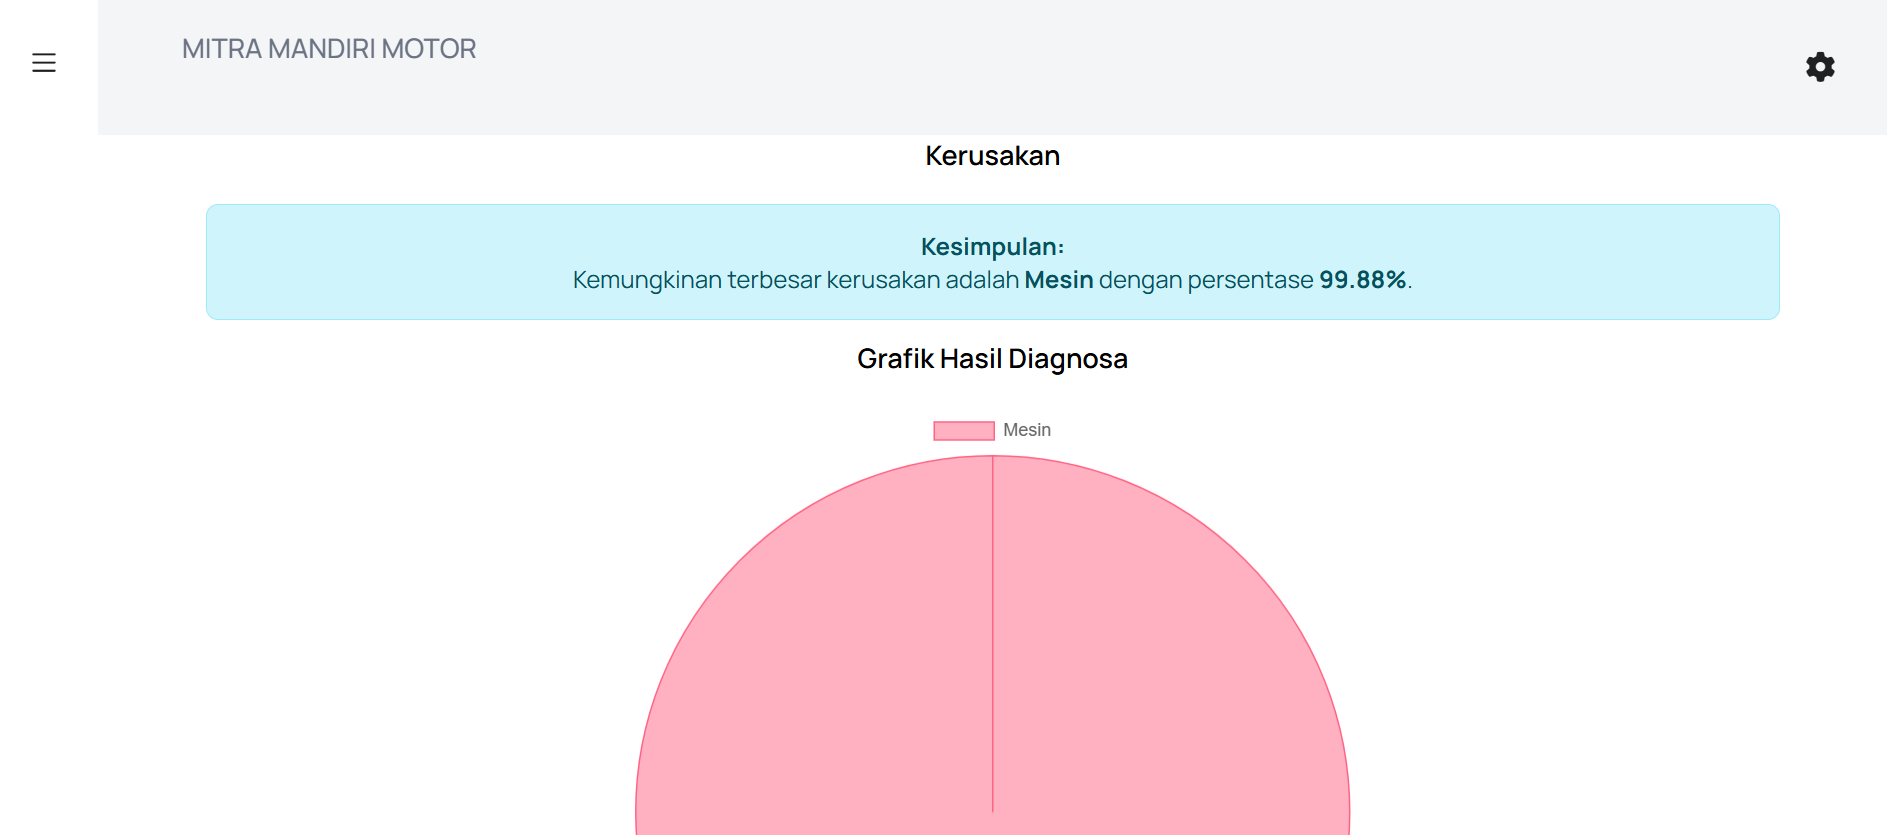 MITRA MANDIRI MOTOR
Kerusakan
Kesimpulan:
Kemungkinan terbesar kerusakan adalah Mesin dengan persentase 99.88%.
Grafik Hasil Diagnosa
Mesin